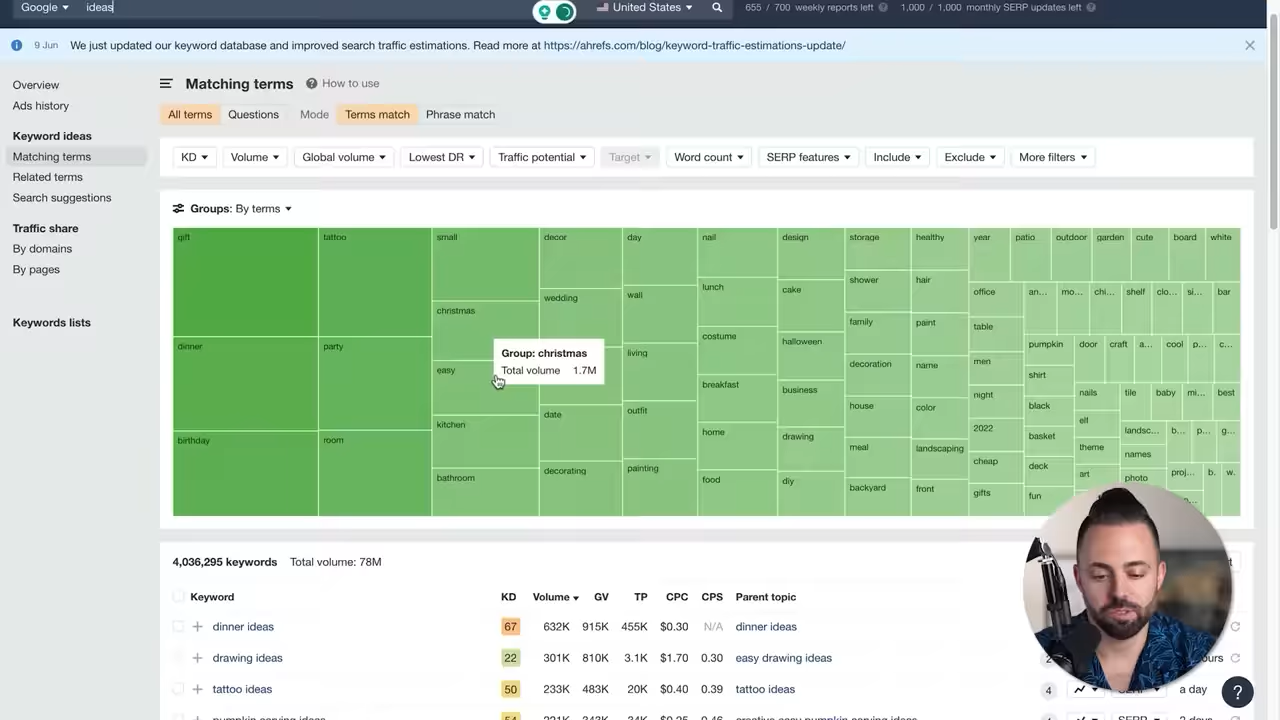 Google ideas United States 655 / 700 weekly reports left 1,000 / 1,000 monthly SERP updates left
9 Jun We just updated our keyword database and improved search traffic estimations. Read more at https://ahrefs.com/blog/keyword-traffic-estimations-update/
Overview
Ads history
Keyword ideas
Matching terms
Related terms
Search suggestions
Traffic share
By domains
By pages
Keywords lists
Matching terms How to use
All terms Questions Mode Terms match Phrase match
KD Volume Global volume Lowest DR Traffic potential Target Word count SERP features Include Exclude More filters
Groups: By terms
gift tattoo small decor day nail design storage healthy year patio outdoor garden cute board white
shower hair
lunch cake
wall office an... mo... chi... shelf clo... si... bar
wedding
christmas family paint table
costume halloween
dinner party living decoration name men pumpkin door craft a... cool p... c...
easy shirt
breakfast business night nails tile baby mi... best
outfit house color black
date elf
kitchen 2022 landsc... b... p... g...
birthday room home drawing meal landscaping basket theme names
decorating painting cheap deck art photo proj... b. w.
bathroom food diy backyard front gifts fun
Group: christmas
Total volume 1.7M
4,036,295 keywords Total volume: 78M
Keyword KD Volume GV TP CPC CPS Parent topic
dinner ideas 67 632K 915K 455K $0.30 N/A dinner ideas
drawing ideas 22 301K 810K 3.1K $1.70 0.30 easy drawing ideas
tattoo ideas 50 233K 483K 20K $0.40 0.39 tattoo ideas 4 a day